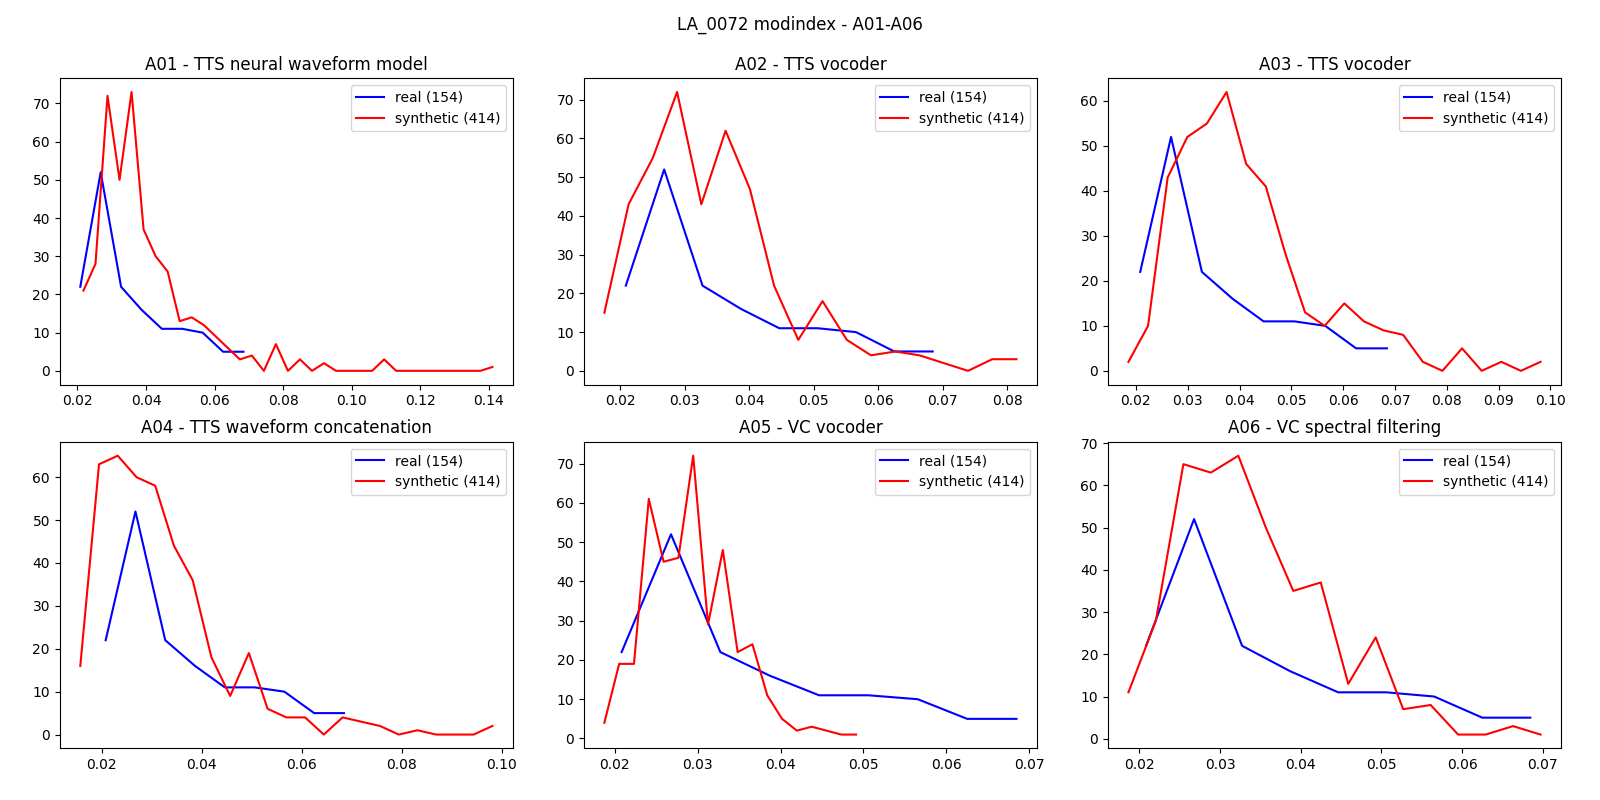 LA_0072 modindex - A01-A06
A01 - TTS neural waveform model
real (154)
synthetic (414)
70
60
50
40
30
20
10
0
0.02 0.04 0.06 0.08 0.10 0.12 0.14
A02 - TTS vocoder
real (154)
synthetic (414)
70
60
50
40
30
20
10
0
0.02 0.03 0.04 0.05 0.06 0.07 0.08
A03 - TTS vocoder
real (154)
synthetic (414)
60
50
40
30
20
10
0
0.02 0.03 0.04 0.05 0.06 0.07 0.08 0.09 0.10
A04 - TTS waveform concatenation
real (154)
synthetic (414)
60
50
40
30
20
10
0
0.02 0.04 0.06 0.08 0.10
A05 - VC vocoder
real (154)
synthetic (414)
70
60
50
40
30
20
10
0
0.02 0.03 0.04 0.05 0.06 0.07
A06 - VC spectral filtering
real (154)
synthetic (414)
70
60
50
40
30
20
10
0
0.02 0.03 0.04 0.05 0.06 0.07